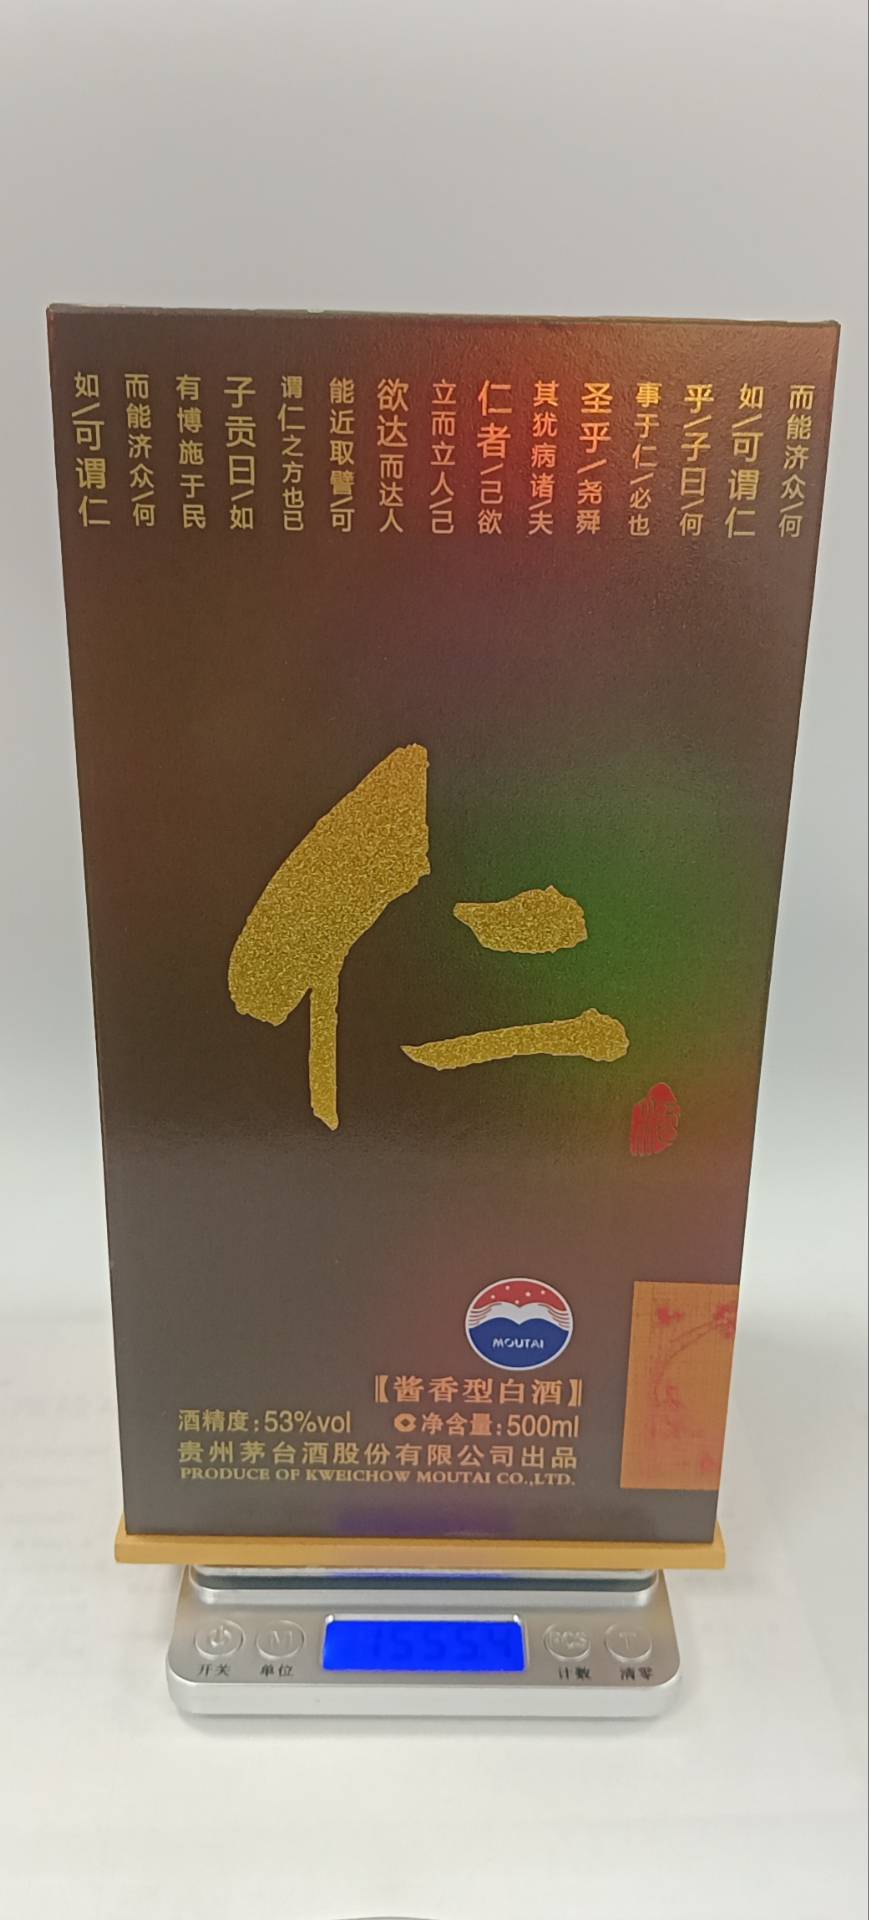 如/可谓仁
而能济众/何
有博施于民
子贡曰/如
谓仁之方也已
能近取譬/可
欲达而达人
立而立人/己
仁者/己欲
其犹病诸/夫
圣乎/尧舜
事于仁/必也
乎/子曰/何
如/可谓仁
而能济众/何
仁
MOUTAI
【酱香型白酒】
酒精度:53%vol 净含量:500ml
贵州茅台酒股份有限公司出品
PRODUCE OF KWEICHOW MOUTAI CO.,LTD.
M PCS T
开关 单位 计数 清零